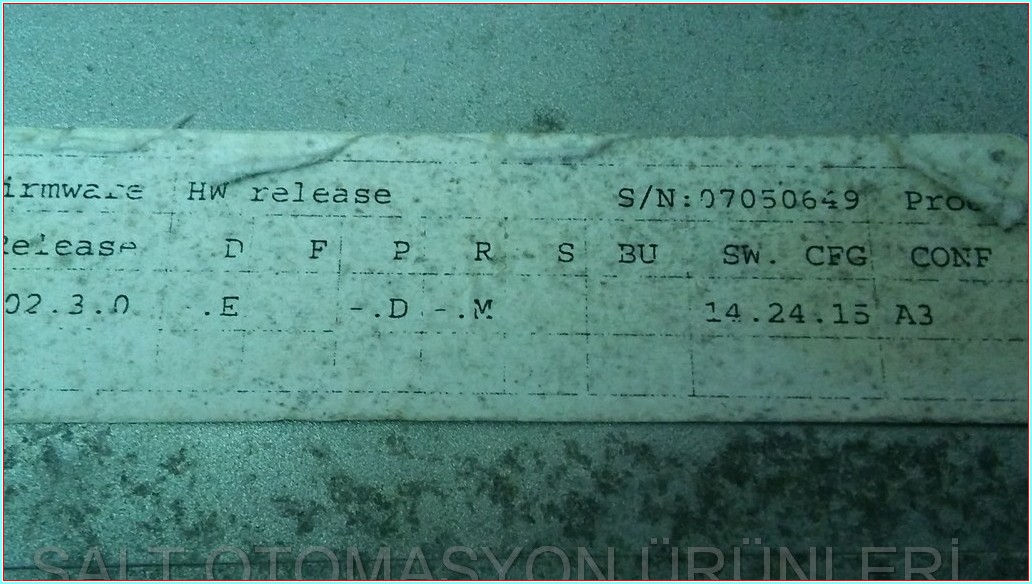 irmware HW release S/N:07050649
Release D F P R S BU SW. CFG CONF
02.3.0 .E -.D -.M 14.24.15 A3
SALT OTOMASYON ÜRÜNLERİ